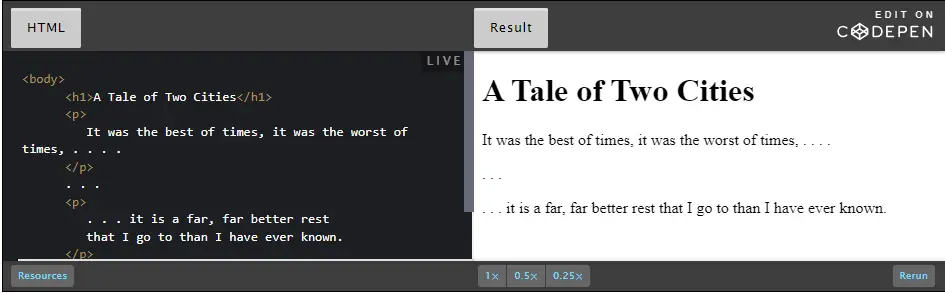 HTML
Result
EDIT ON
CODEPEN
LIVE
<body>
<h1>A Tale of Two Cities</h1>
<p>
It was the best of times, it was the worst of
times, . . . .
</p>
. . .
<p>
. . . it is a far, far better rest
that I go to than I have ever known.
</p>
A Tale of Two Cities
It was the best of times, it was the worst of times, . . . .
. . .
. . . it is a far, far better rest that I go to than I have ever known.
Resources
1× 0.5× 0.25×
Rerun